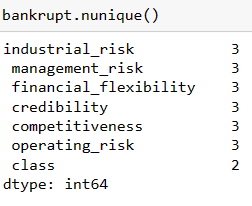 bankrupt.nunique()
industrial_risk 3
management_risk 3
financial_flexibility 3
credibility 3
competitiveness 3
operating_risk 3
class 2
dtype: int64